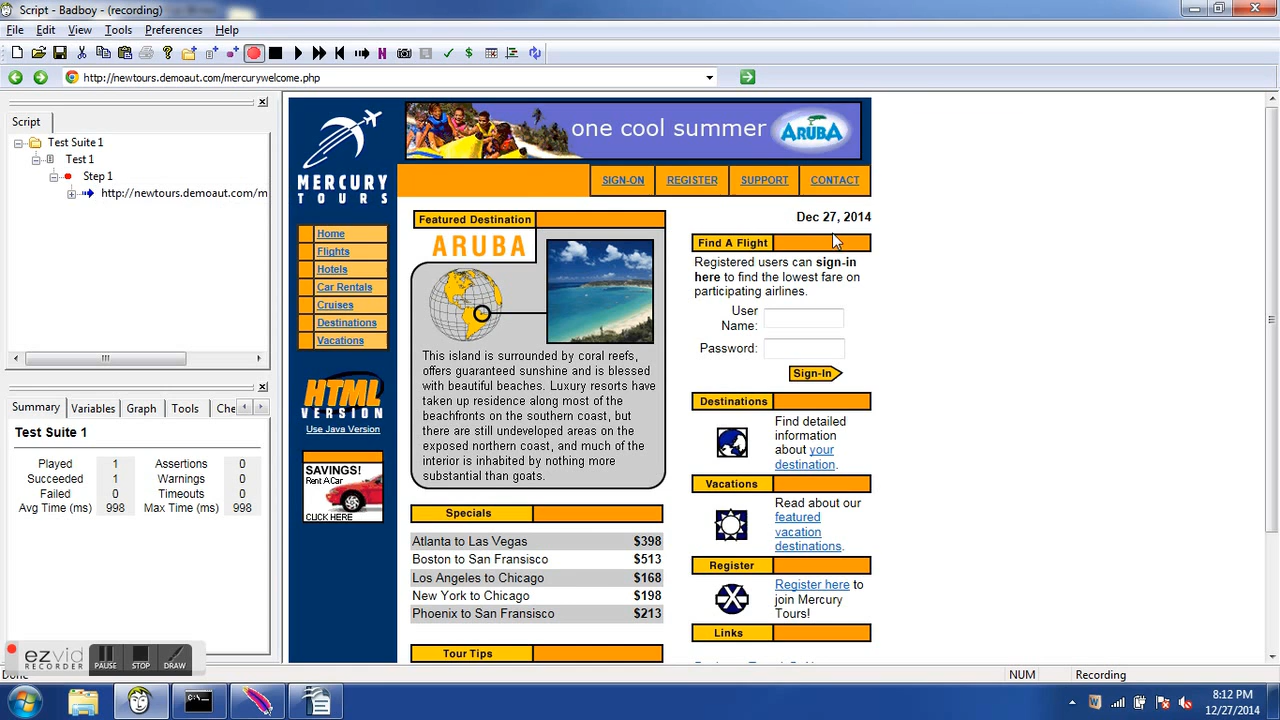 Script - Badboy - (recording)
File Edit View Tools Preferences Help
http://newtours.demoaut.com/mercurywelcome.php
Script
Test Suite 1
Test 1
Step 1
http://newtours.demoaut.com/m
Summary Variables Graph Tools Che
Test Suite 1
Played 1 Assertions 0
Succeeded 1 Warnings 0
Failed 0 Timeouts 0
Avg Time (ms) 998 Max Time (ms) 998
ezvid
RECORDER
PAUSE STOP DRAW
MERCURY
TOURS
one cool summer ARUBA
SIGN-ON REGISTER SUPPORT CONTACT
Home
Flights
Hotels
Car Rentals
Cruises
Destinations
Vacations
HTML
VERSION
Use Java Version
SAVINGS!
Rent A Car
CLICK HERE
Featured Destination
ARUBA
This island is surrounded by coral reefs,
offers guaranteed sunshine and is blessed
with beautiful beaches. Luxury resorts have
taken up residence along most of the
beachfronts on the southern coast, but
there are still undeveloped areas on the
exposed northern coast, and much of the
interior is inhabited by nothing more
substantial than goats.
Specials
Atlanta to Las Vegas $398
Boston to San Fransisco $513
Los Angeles to Chicago $168
New York to Chicago $198
Phoenix to San Fransisco $213
Tour Tips
Dec 27, 2014
Find A Flight
Registered users can sign-in
here to find the lowest fare on
participating airlines.
User
Name:
Password:
Sign-In
Destinations
Find detailed
information
about your
destination.
Vacations
Read about our
featured
vacation
destinations.
Register
Register here to
join Mercury
Tours!
Links
NUM Recording
8:12 PM
12/27/2014